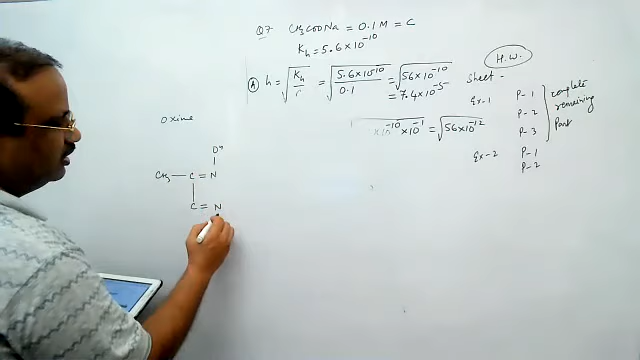 Q7 CH3COONa = 0.1 M = C
Kh = 5.6 × 10^-10
(A) h = √(Kh/C) = √(5.6 × 10^-10 / 0.1) = √(56 × 10^-10)
= 7.4 × 10^-5
× 10^-10 × 10^-1 = √(56 × 10^-12)
H.W.
Sheet -
Ex-1 P-1
P-2
P-3
complete
remaining
Part
Ex-2 P-1
P-2
oxime
CH3 — C = N
C = N